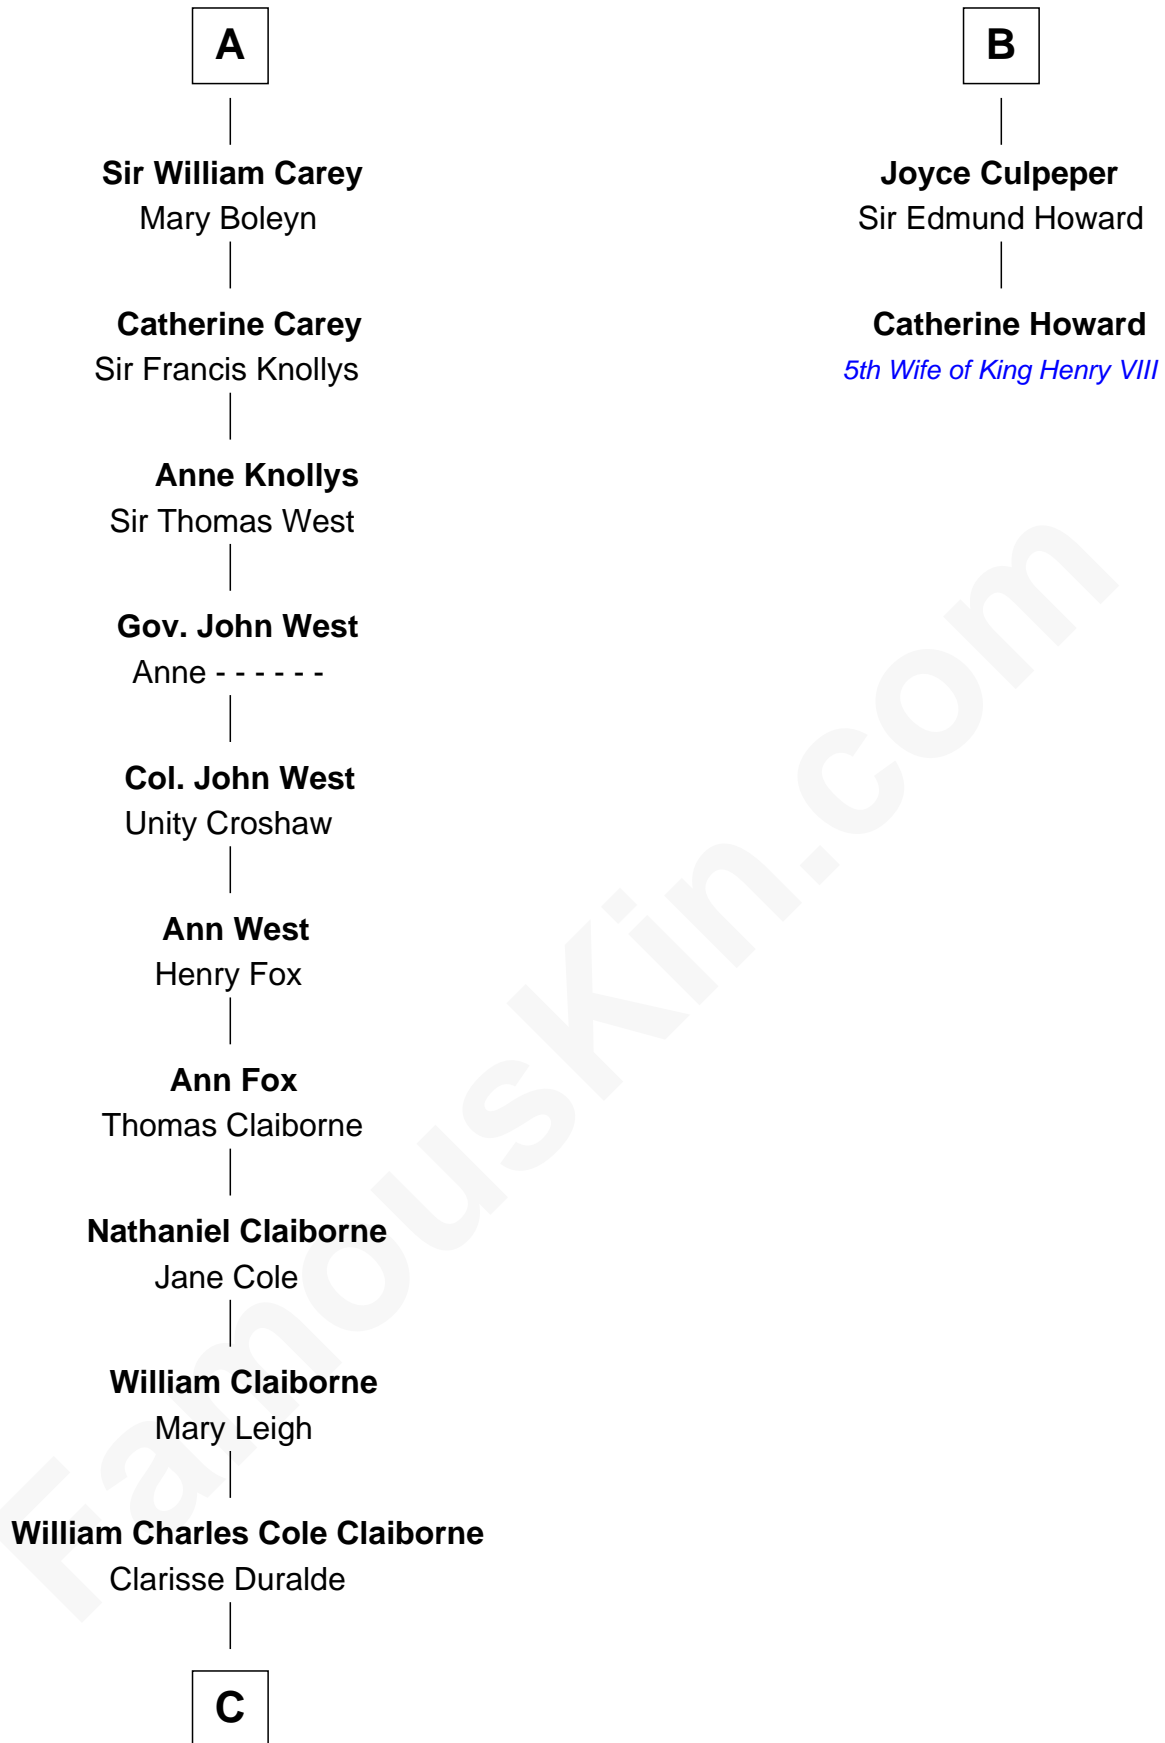 A
Sir William Carey
Mary Boleyn
Catherine Carey
Sir Francis Knollys
Anne Knollys
Sir Thomas West
Gov. John West
Anne - - - - - -
Col. John West
Unity Croshaw
Ann West
Henry Fox
Ann Fox
Thomas Claiborne
Nathaniel Claiborne
Jane Cole
William Claiborne
Mary Leigh
William Charles Cole Claiborne
Clarisse Duralde
C
B
Joyce Culpeper
Sir Edmund Howard
Catherine Howard
5th Wife of King Henry VIII
FamousKin.com